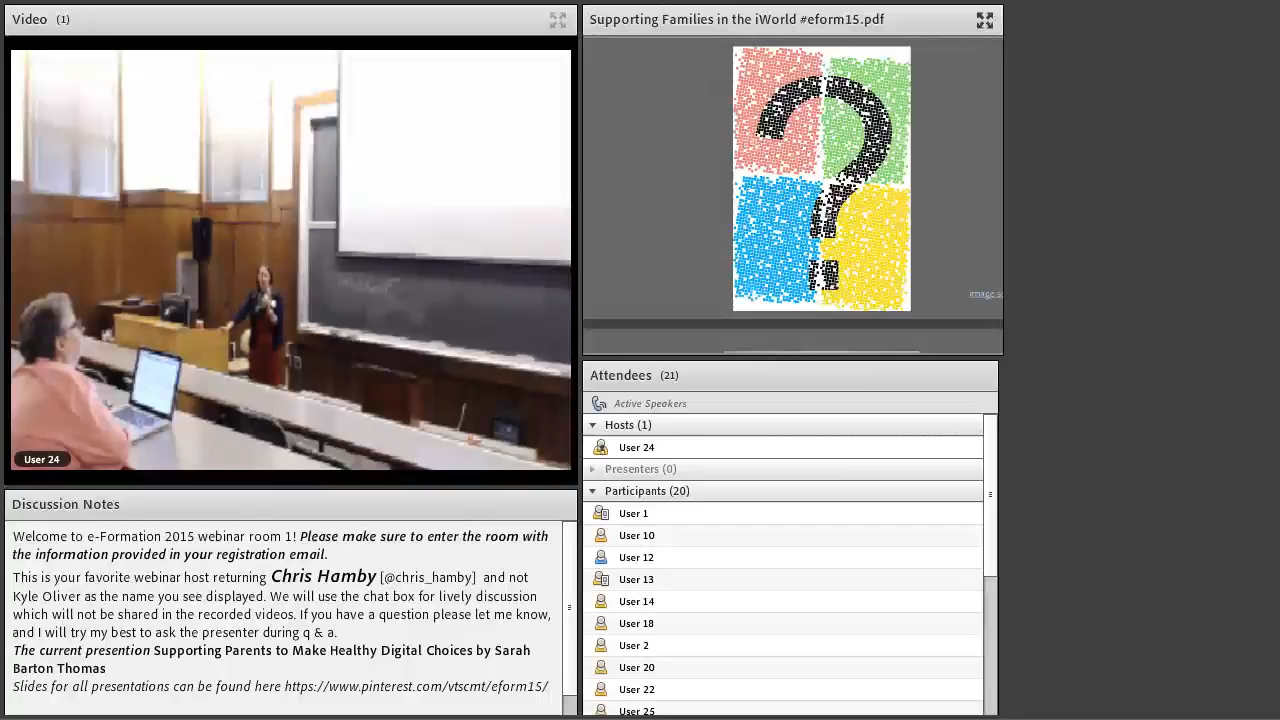 Video (1)
User 24
Discussion Notes
Welcome to e-Formation 2015 webinar room 1! Please make sure to enter the room with
the information provided in your registration email.
This is your favorite webinar host returning Chris Hamby [@chris_hamby] and not
Kyle Oliver as the name you see displayed. We will use the chat box for lively discussion
which will not be shared in the recorded videos. If you have a question please let me know,
and I will try my best to ask the presenter during q & a.
The current presention Supporting Parents to Make Healthy Digital Choices by Sarah
Barton Thomas
Slides for all presentations can be found here https://www.pinterest.com/vtscmt/eform15/
Supporting Families in the iWorld #eform15.pdf
?
image
Attendees (21)
Active Speakers
Hosts (1)
User 24
Presenters (0)
Participants (20)
User 1
User 10
User 12
User 13
User 14
User 18
User 2
User 20
User 22
User 25